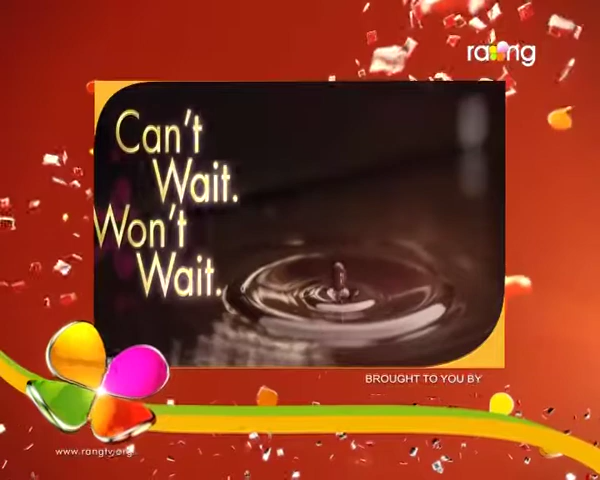 rang
Can't
Wait.
Won't
Wait.
BROUGHT TO YOU BY
www.rangtv.org